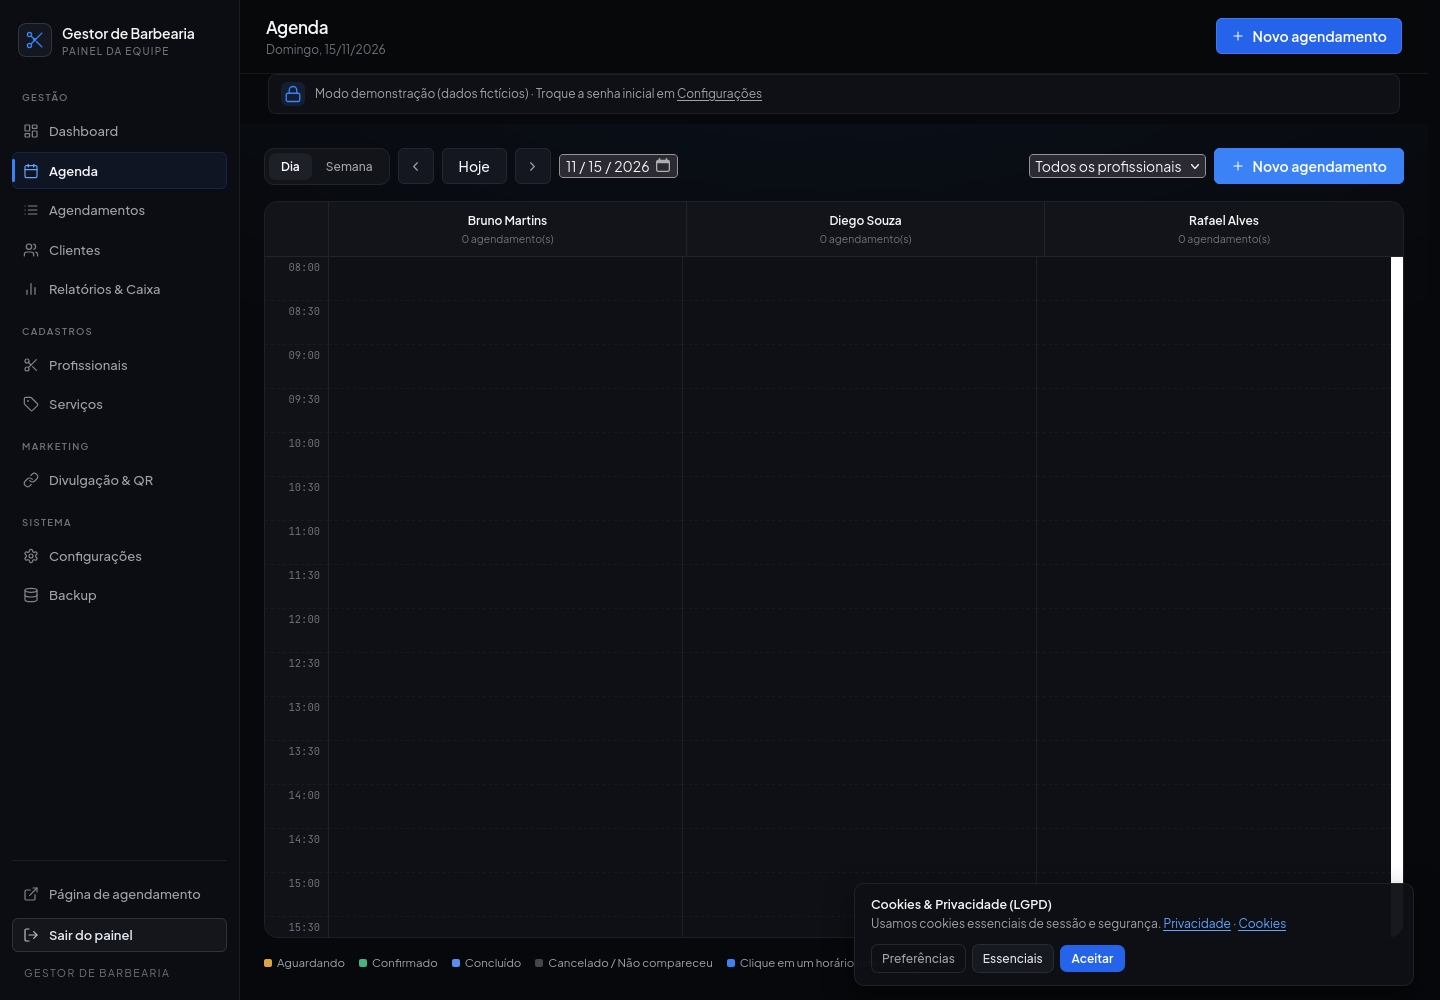 Gestor de Barbearia
PAINEL DA EQUIPE
GESTÃO
Dashboard
Agenda
Agendamentos
Clientes
Relatórios & Caixa
CADASTROS
Profissionais
Serviços
MARKETING
Divulgação & QR
SISTEMA
Configurações
Backup
Página de agendamento
Sair do painel
GESTOR DE BARBEARIA
Agenda
Domingo, 15/11/2026
Novo agendamento
Modo demonstração (dados fictícios) · Troque a senha inicial em Configurações
Dia Semana Hoje 11 / 15 / 2026 Todos os profissionais Novo agendamento
Bruno Martins Diego Souza Rafael Alves
0 agendamento(s) 0 agendamento(s) 0 agendamento(s)
08:00
08:30
09:00
09:30
10:00
10:30
11:00
11:30
12:00
12:30
13:00
13:30
14:00
14:30
15:00
15:30
Aguardando Confirmado Concluído Cancelado / Não compareceu Clique em um horário
Cookies & Privacidade (LGPD)
Usamos cookies essenciais de sessão e segurança. Privacidade · Cookies
Preferências Essenciais Aceitar